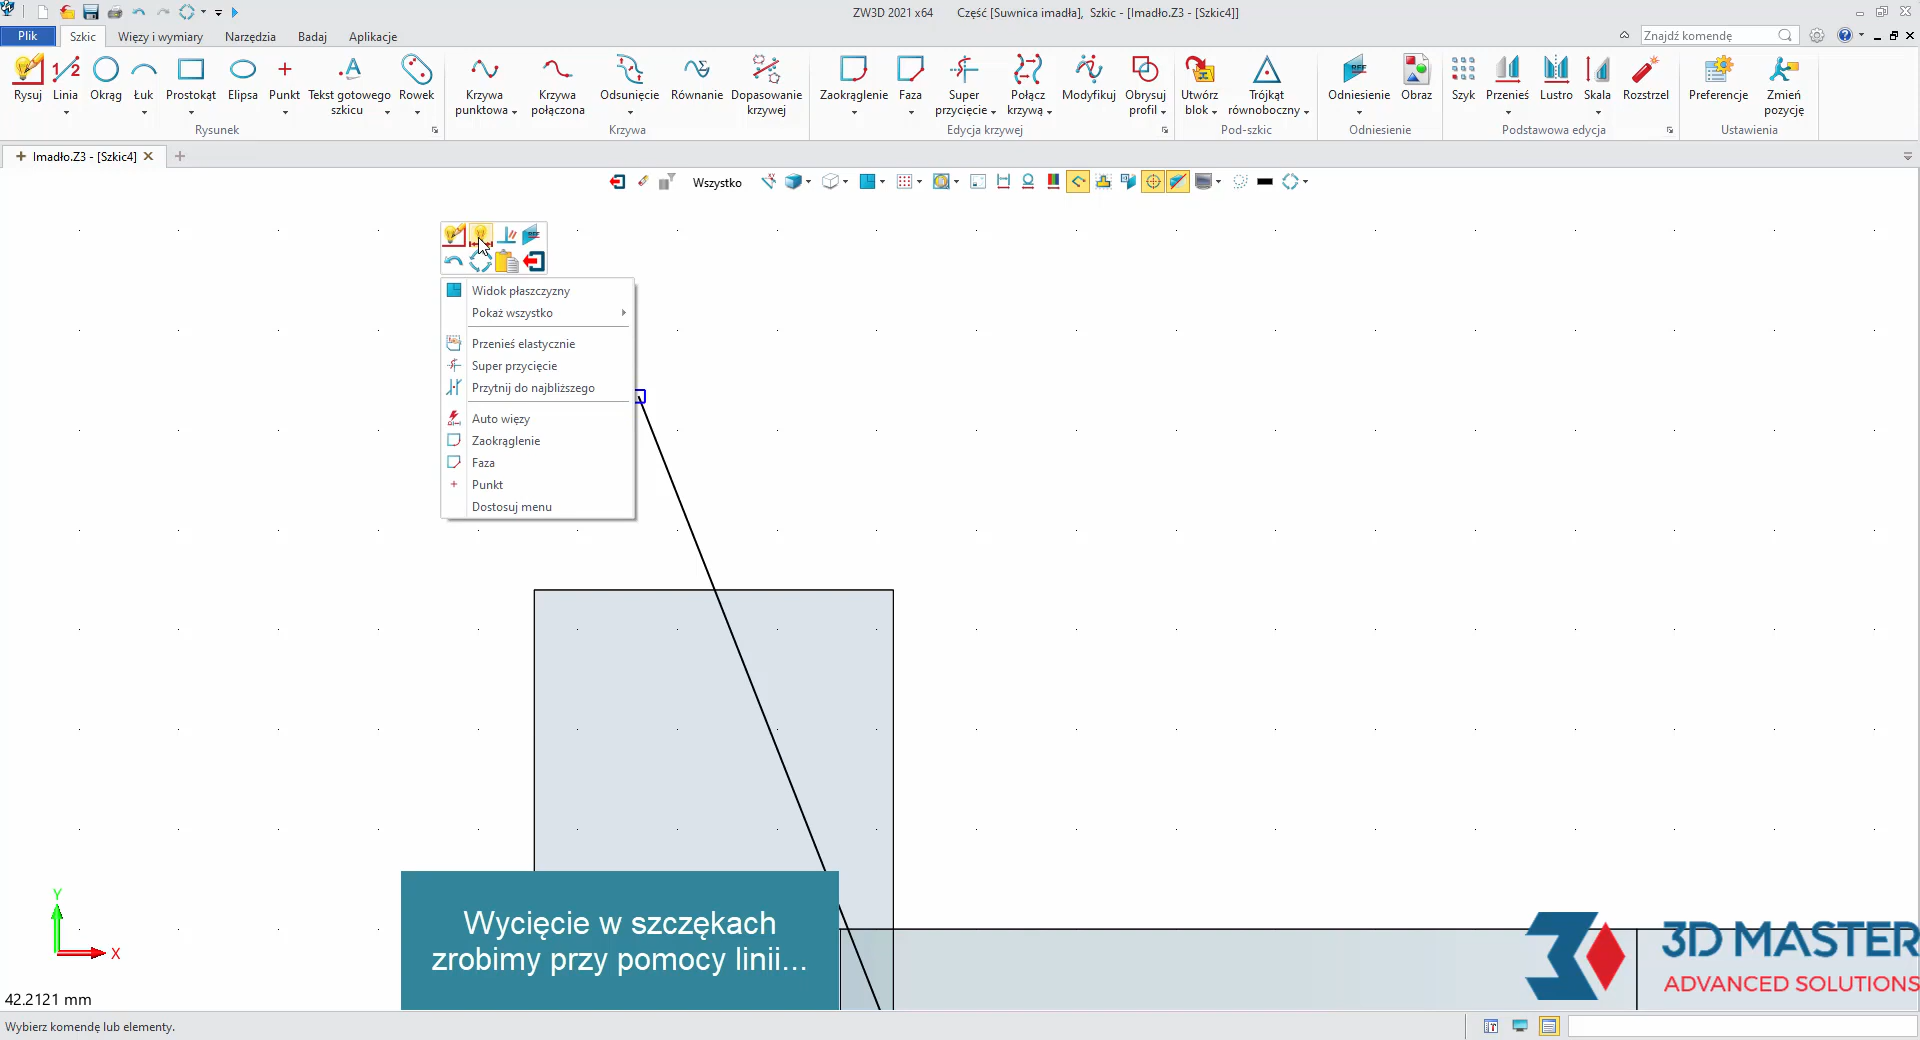 ZW3D 2021 x64 Część [Suwnica imadła], Szkic - [Imadło.Z3 - [Szkic4]]
Plik Szkic Więzy i wymiary Narzędzia Badaj Aplikacje Znajdź komendę
Rysuj Linia Okrąg Łuk Prostokąt Elipsa Punkt Tekst gotowego szkicu Rowek
Krzywa punktowa Krzywa połączona Odsunięcie Równanie Dopasowanie krzywej
Zaokrąglenie Faza Super przycięcie Połącz krzywą Modyfikuj Obrysuj profil
Utwórz blok Trójkąt równoboczny
Odniesienie Obraz
Szyk Przenieś Lustro Skala Rozstrzel
Preferencje Zmień pozycję
Rysunek Krzywa Edycja krzywej Pod-szkic Odniesienie Podstawowa edycja Ustawienia
Imadło.Z3 - [Szkic4]
Wszystko
Widok płaszczyzny
Pokaż wszystko
Przenieś elastycznie
Super przycięcie
Przytnij do najbliższego
Auto więzy
Zaokrąglenie
Faza
Punkt
Dostosuj menu
Wycięcie w szczękach
zrobimy przy pomocy linii...
Y
X
3D MASTER
ADVANCED SOLUTIONS
42.2121 mm
Wybierz komendę lub elementy.